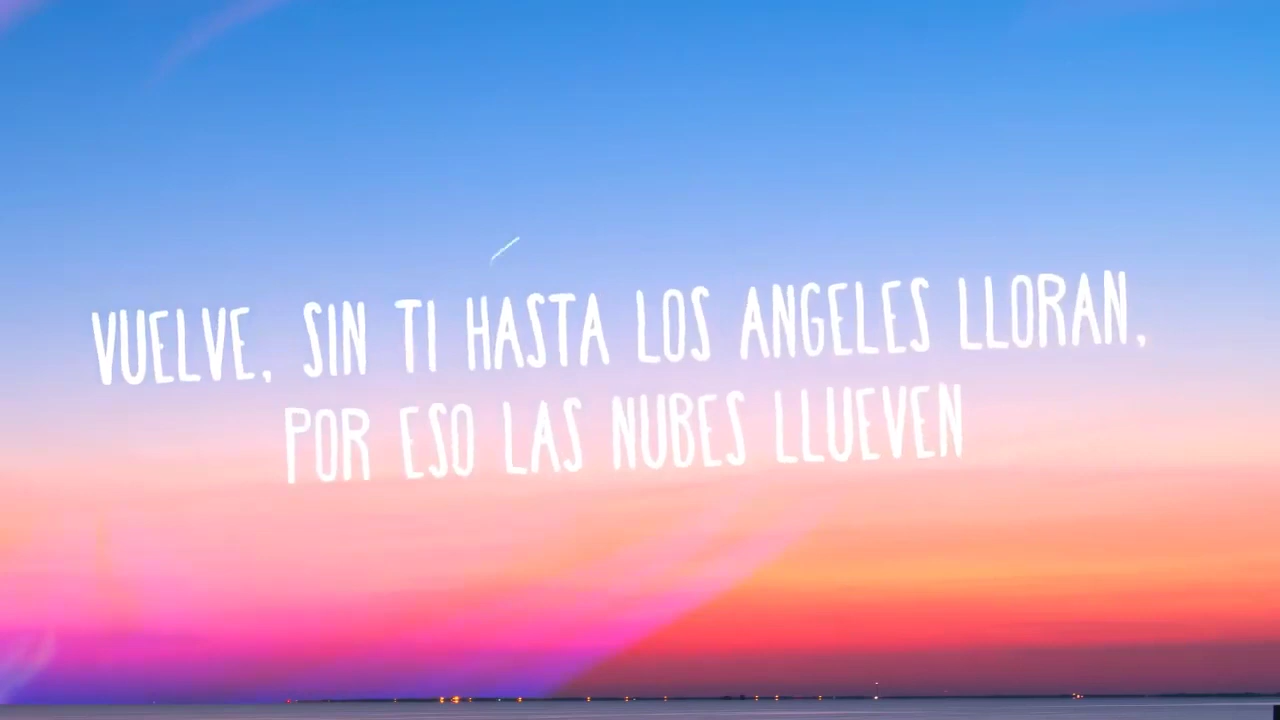 VUELVE, SIN TI HASTA LOS ANGELES LLORAN,
POR ESO LAS NUBES LLUEVEN